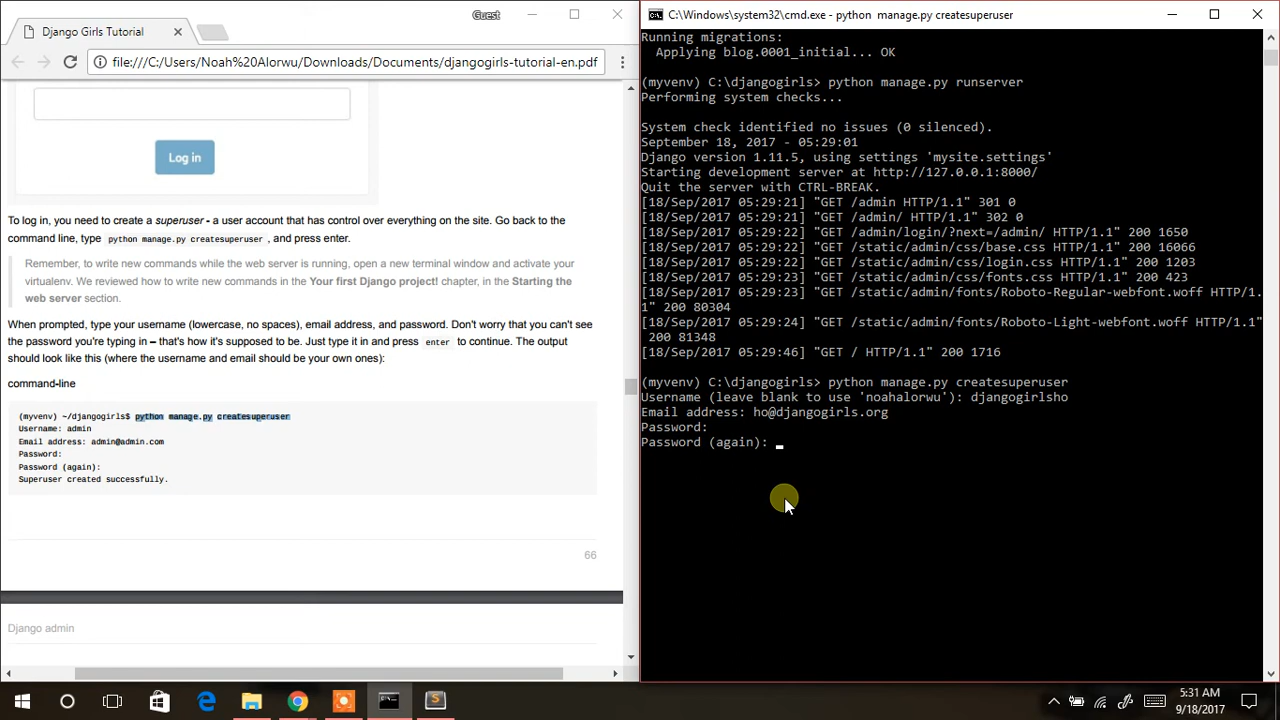 Guest
Django Girls Tutorial
file:///C:/Users/Noah%20Alorwu/Downloads/Documents/djangogirls-tutorial-en.pdf
Log in
To log in, you need to create a superuser - a user account that has control over everything on the site. Go back to the
command line, type python manage.py createsuperuser , and press enter.
Remember, to write new commands while the web server is running, open a new terminal window and activate your
virtualenv. We reviewed how to write new commands in the Your first Django project! chapter, in the Starting the
web server section.
When prompted, type your username (lowercase, no spaces), email address, and password. Don't worry that you can't see
the password you're typing in – that's how it's supposed to be. Just type it in and press enter to continue. The output
should look like this (where the username and email should be your own ones):
command-line
(myvenv) ~/djangogirls$ python manage.py createsuperuser
Username: admin
Email address: admin@admin.com
Password:
Password (again):
Superuser created successfully.
66
Django admin
C:\Windows\system32\cmd.exe - python manage.py createsuperuser
Running migrations:
Applying blog.0001_initial... OK
(myvenv) C:\djangogirls> python manage.py runserver
Performing system checks...
System check identified no issues (0 silenced).
September 18, 2017 - 05:29:01
Django version 1.11.5, using settings 'mysite.settings'
Starting development server at http://127.0.0.1:8000/
Quit the server with CTRL-BREAK.
[18/Sep/2017 05:29:21] "GET /admin HTTP/1.1" 301 0
[18/Sep/2017 05:29:21] "GET /admin/ HTTP/1.1" 302 0
[18/Sep/2017 05:29:22] "GET /admin/login/?next=/admin/ HTTP/1.1" 200 1650
[18/Sep/2017 05:29:22] "GET /static/admin/css/base.css HTTP/1.1" 200 16066
[18/Sep/2017 05:29:22] "GET /static/admin/css/login.css HTTP/1.1" 200 1203
[18/Sep/2017 05:29:23] "GET /static/admin/css/fonts.css HTTP/1.1" 200 423
[18/Sep/2017 05:29:23] "GET /static/admin/fonts/Roboto-Regular-webfont.woff HTTP/1.
1" 200 80304
[18/Sep/2017 05:29:24] "GET /static/admin/fonts/Roboto-Light-webfont.woff HTTP/1.1"
200 81348
[18/Sep/2017 05:29:46] "GET / HTTP/1.1" 200 1716
(myvenv) C:\djangogirls> python manage.py createsuperuser
Username (leave blank to use 'noahalorwu'): djangogirlsho
Email address: ho@djangogirls.org
Password:
Password (again):
5:31 AM
9/18/2017